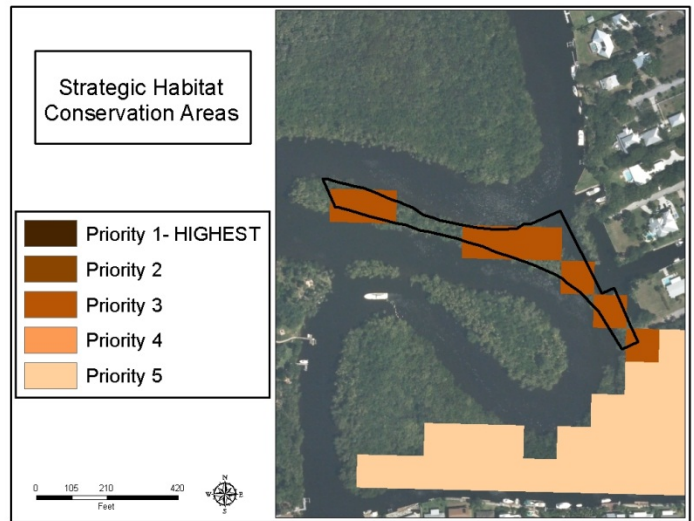 Strategic Habitat
Conservation Areas
Priority 1- HIGHEST
Priority 2
Priority 3
Priority 4
Priority 5
0 105 210 420
Feet
N
W E
S